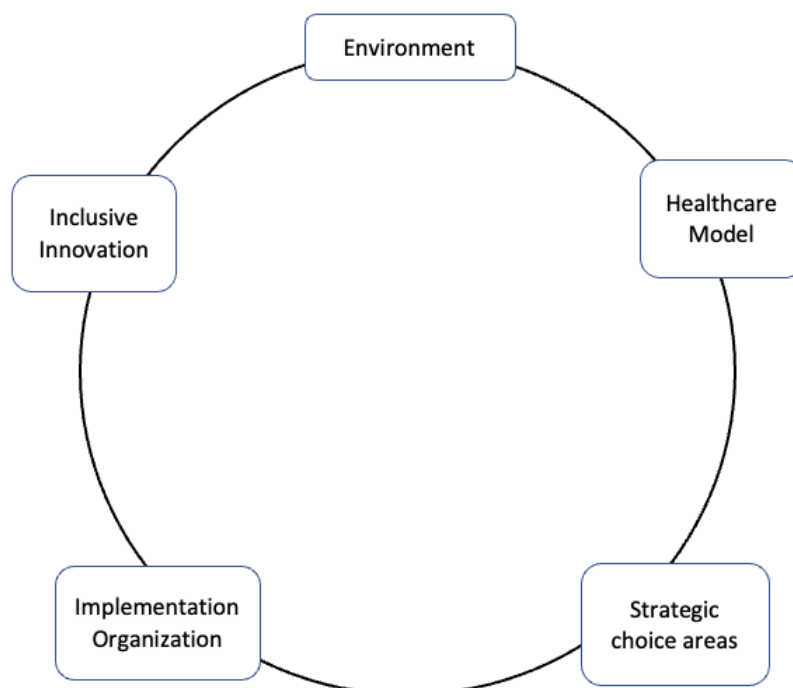 Environment
Healthcare
Model
Inclusive
Innovation
Implementation
Organization
Strategic
choice areas